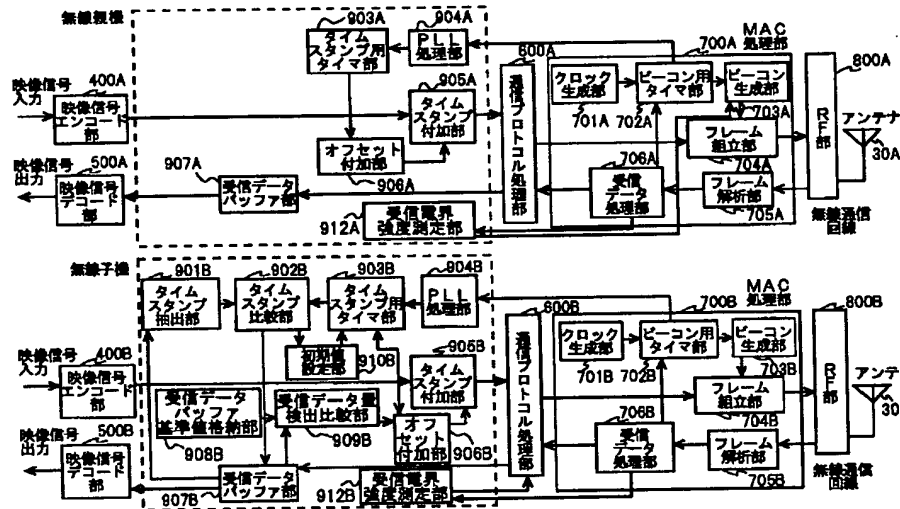 無線親機
903A
タイム
スタンプ用
タイマ部
904A
PLL
処理部
600A
通信プロトコル処理部
700A
MAC
処理部
800A
RF部
映像信号
入力
400A
映像信号
エンコード
部
905A
タイム
スタンプ
付加部
クロック
生成部
701A
ビーコン用
タイマ部
702A
ビーコン
生成部
703A
アンテナ
30A
オフセット
付加部
906A
フレーム
組立部
704A
映像信号
出力
500A
映像信号
デコード
部
907A
受信データ
バッファ部
706A
受信
データ
処理部
フレーム
解析部
705A
無線通信
回線
912A
受信電界
強度測定部
無線子機
901B
タイム
スタンプ
抽出部
902B
タイム
スタンプ
比較部
903B
タイム
スタンプ用
タイマ部
904B
PLL
処理部
600B
通信プロトコル処理部
700B
MAC
処理部
800B
RF部
映像信号
入力
400B
映像信号
エンコード
部
初期値
設定部
910B
905B
タイム
スタンプ
付加部
クロック
生成部
701B
ビーコン用
タイマ部
702B
ビーコン
生成部
703B
アンテ
30
受信データ
バッファ
基準値格納部
908B
受信データ量
検出比較部
909B
オフ
セット
付加部
906B
フレーム
組立部
704B
映像信号
出力
500B
映像信号
デコード
部
907B
受信データ
バッファ部
706B
受信
データ
処理部
フレーム
解析部
705B
無線通信
回線
912B
受信電界
強度測定部